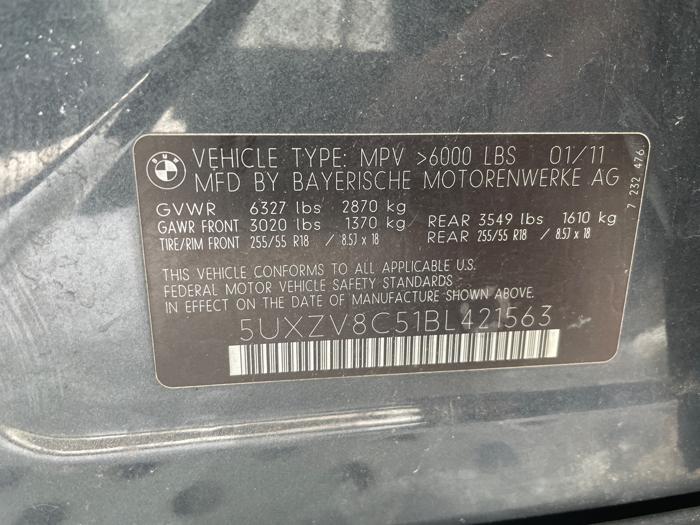 BMW
VEHICLE TYPE: MPV >6000 LBS 01/11
MFD BY BAYERISCHE MOTORENWERKE AG
GVWR 6327 lbs 2870 kg
GAWR FRONT 3020 lbs 1370 kg REAR 3549 lbs 1610 kg
TIRE/RIM FRONT 255/55 R18 / 8.5J x 18 REAR 255/55 R18 / 8.5J x 18
THIS VEHICLE CONFORMS TO ALL APPLICABLE U.S.
FEDERAL MOTOR VEHICLE SAFETY STANDARDS
IN EFFECT ON THE DATE OF MANUFACTURE SHOWN ABOVE.
5UXZV8C51BL421563
7 232 476